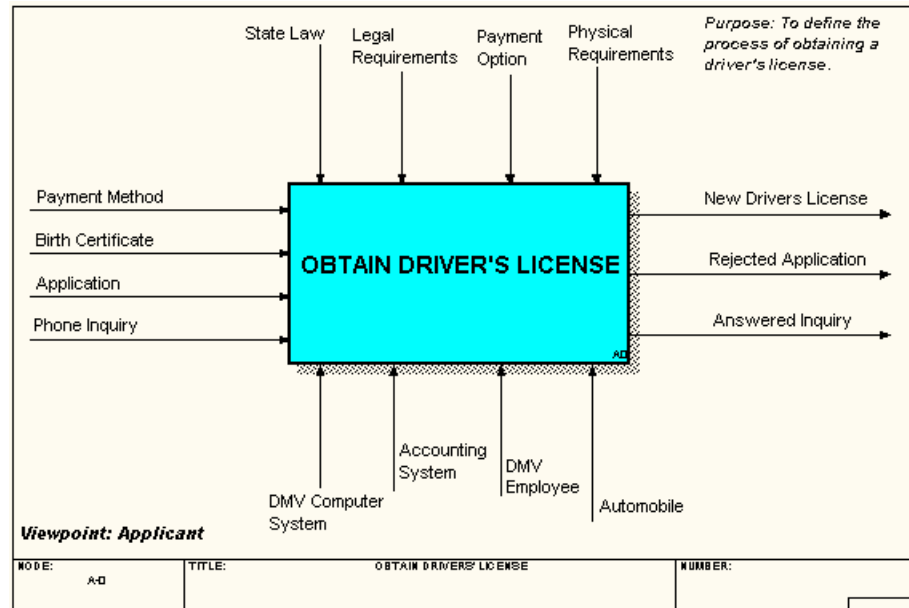 State Law
Legal
Requirements
Payment
Option
Physical
Requirements
Purpose: To define the
process of obtaining a
driver's license.
Payment Method
Birth Certificate
Application
Phone Inquiry
OBTAIN DRIVER'S LICENSE
A0
New Drivers License
Rejected Application
Answered Inquiry
DMV Computer
System
Accounting
System
DMV
Employee
Automobile
Viewpoint: Applicant
NODE:
A-0
TITLE:
OBTAIN DRIVERS' LICENSE
NUMBER: